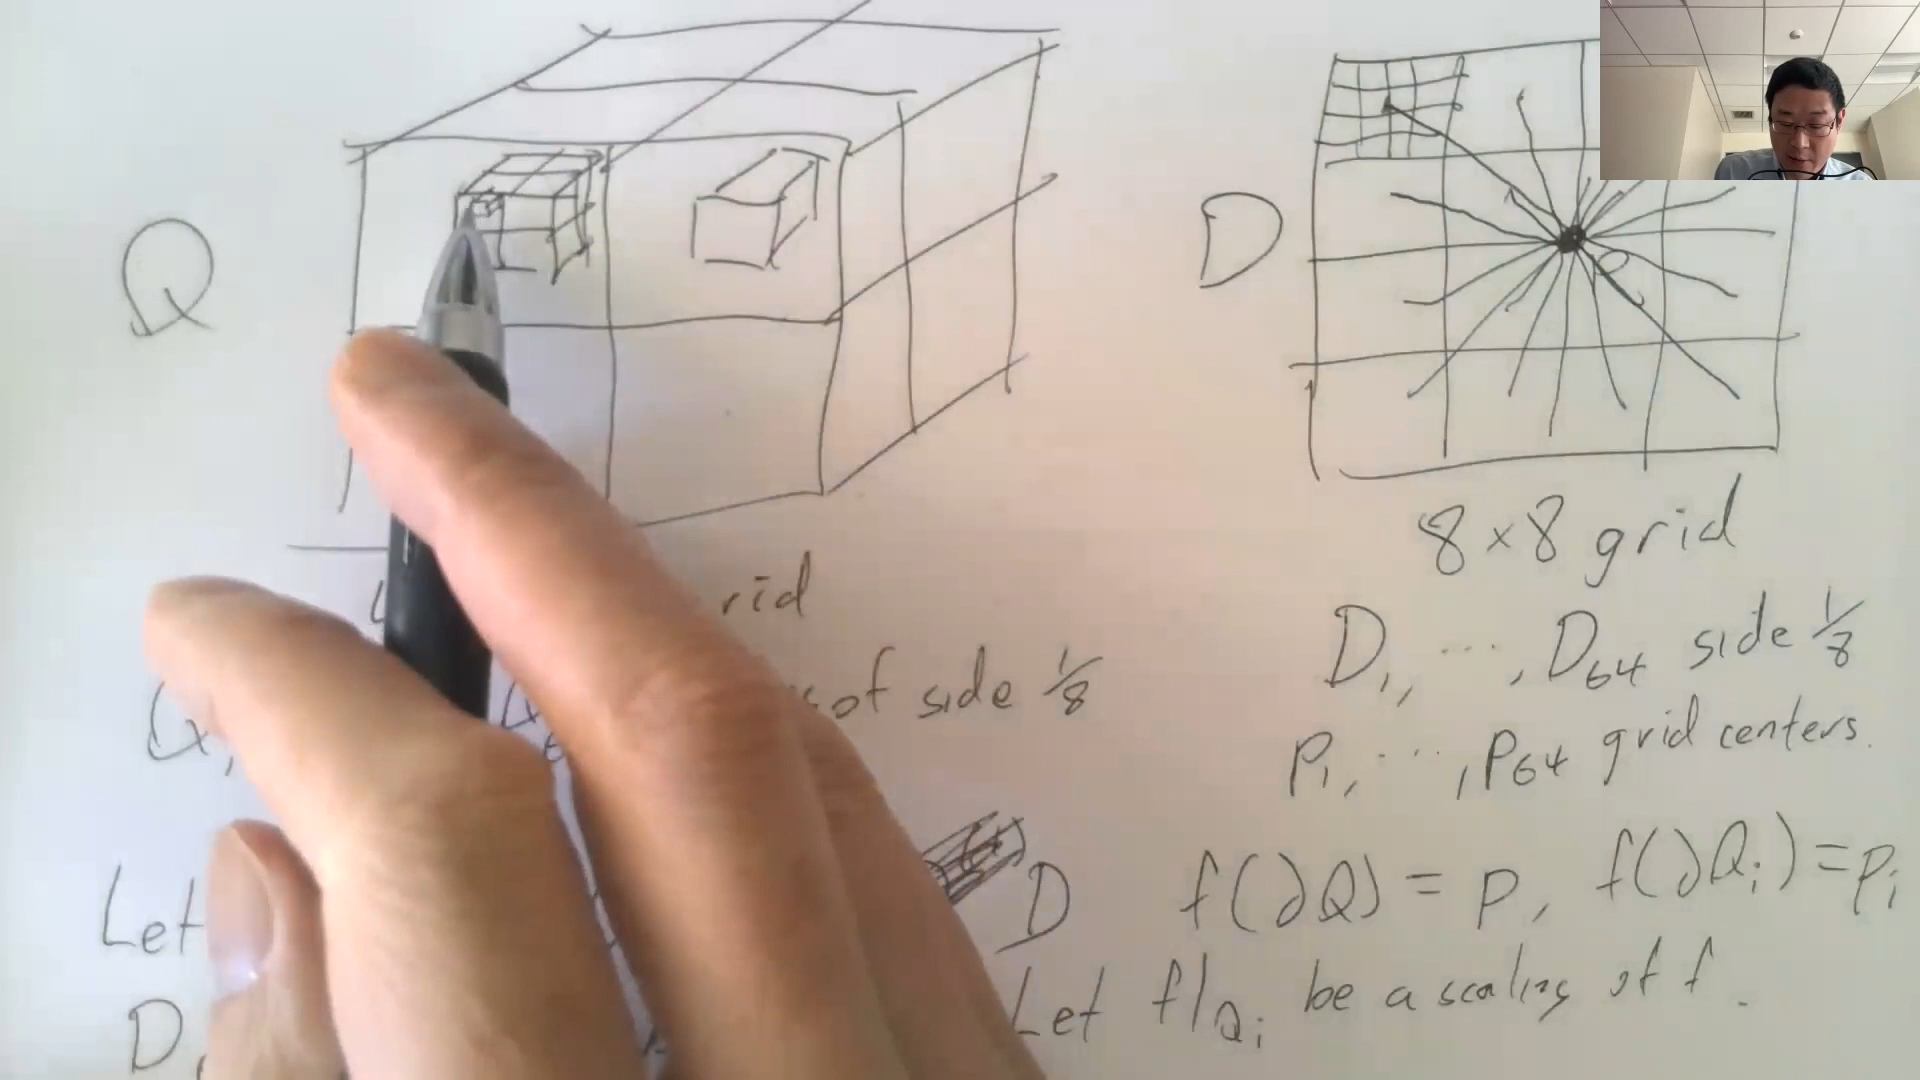 Q
D
P
8×8 grid
rid
D₁, ..., D₆₄ side 1/8
of side 1/8
P₁, ..., P₆₄ grid centers.
Let
D f(∂Q) = p, f(∂Qᵢ) = pᵢ
Let f|Qᵢ be a scaling of f.
D